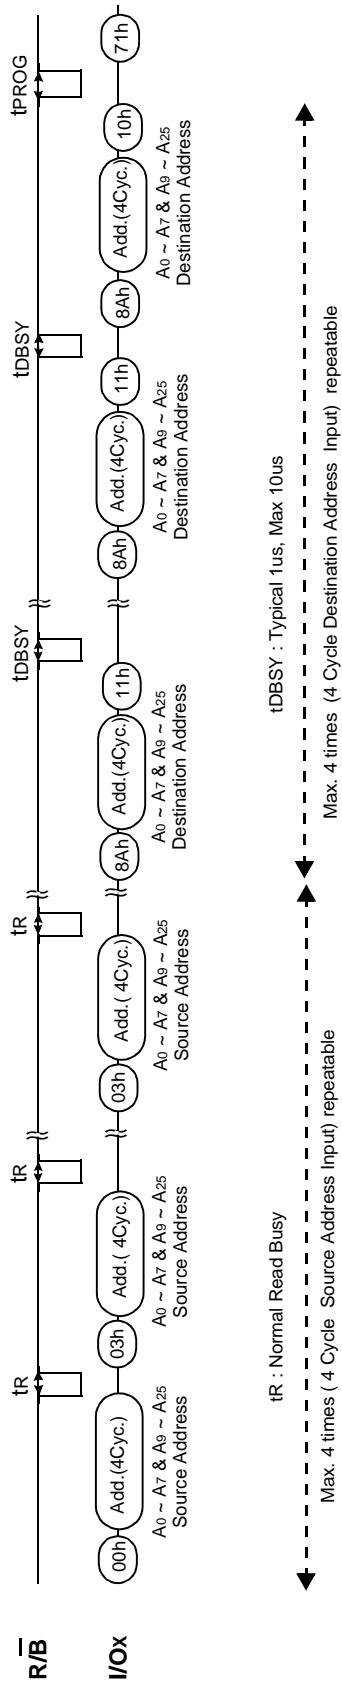 R/B
tR tR tR tDBSY tDBSY tPROG
I/Ox
00h Add.(4Cyc.) 03h Add.( 4Cyc.) 03h Add.( 4Cyc.) 8Ah Add.(4Cyc.) 11h 8Ah Add.(4Cyc.) 11h 8Ah Add.(4Cyc.) 10h 71h
A0 ~ A7 & A9 ~ A25 A0 ~ A7 & A9 ~ A25 A0 ~ A7 & A9 ~ A25 A0 ~ A7 & A9 ~ A25 A0 ~ A7 & A9 ~ A25 A0 ~ A7 & A9 ~ A25
Source Address Source Address Source Address Destination Address Destination Address Destination Address
tR : Normal Read Busy tDBSY : Typical 1us, Max 10us
Max. 4 times ( 4 Cycle Source Address Input) repeatable Max. 4 times (4 Cycle Destination Address Input) repeatable